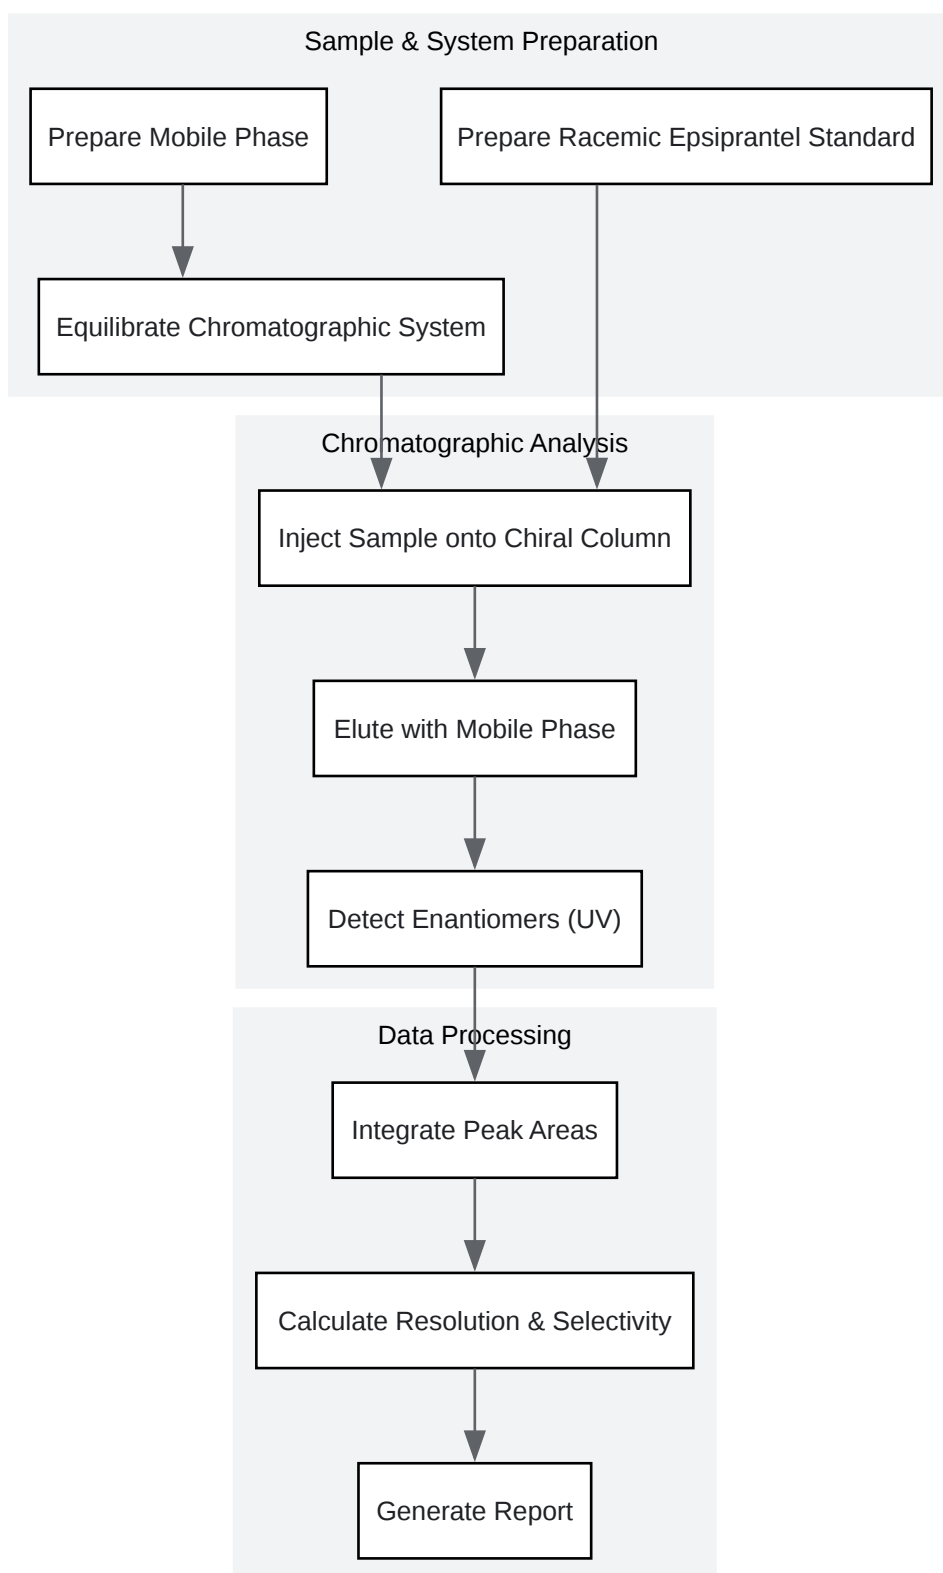 Sample & System Preparation
Prepare Mobile Phase
Prepare Racemic Epsiprantel Standard
Equilibrate Chromatographic System
Chromatographic Analysis
Inject Sample onto Chiral Column
Elute with Mobile Phase
Detect Enantiomers (UV)
Data Processing
Integrate Peak Areas
Calculate Resolution & Selectivity
Generate Report